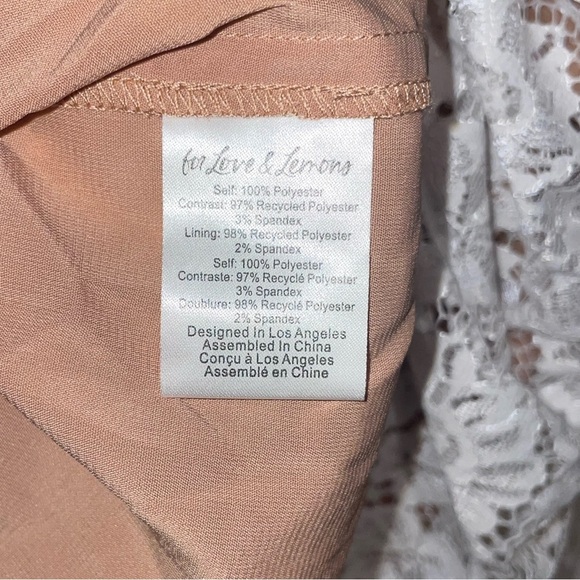 for Love & Lemons
Self: 100% Polyester
Contrast: 97% Recycled Polyester
3% Spandex
Lining: 98% Recycled Polyester
2% Spandex
Self: 100% Polyester
Contraste: 97% Recyclé Polyester
3% Spandex
Doublure: 98% Recyclé Polyester
2% Spandex
Designed In Los Angeles
Assembled In China
Conçu à Los Angeles
Assemblé en Chine